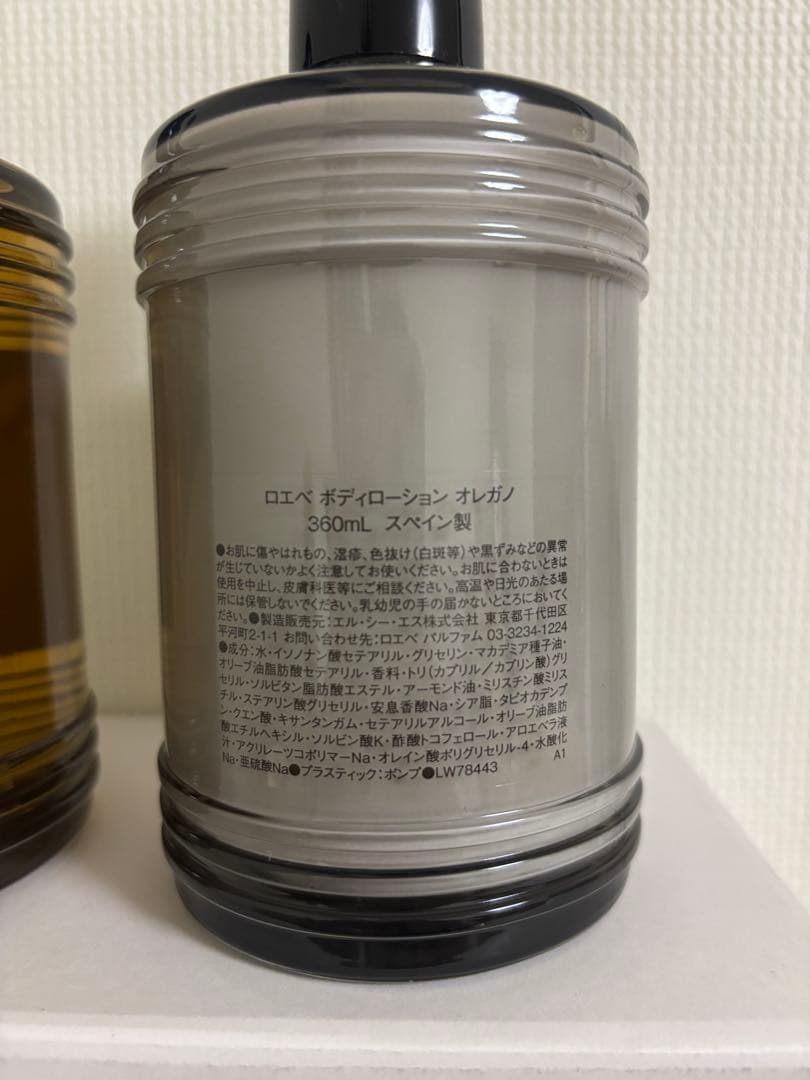 ロエベ ボディローション オレガノ
360mL スペイン製
●お肌に傷やはれもの、湿疹、色抜け(白斑等)や黒ずみなどの異常
が生じていないかよく注意してお使いください。お肌に合わないときは
使用を中止し、皮膚科医等にご相談ください。高温や日光のあたる場
所には保管しないでください。乳幼児の手の届かないところにおいてく
ださい。●製造販売元:エル・シー・エス株式会社 東京都千代田区
平河町2-1-1 お問い合わせ先:ロエベ パルファム 03-3234-1224
●成分:水・イソノナン酸セテアリル・グリセリン・マカデミア種子油・
オリーブ油脂肪酸セテアリル・香料・トリ(カプリル/カプリン酸)グリ
セリル・ソルビタン脂肪酸エステル・アーモンド油・ミリスチン酸ミリス
チル・ステアリン酸グリセリル・安息香酸Na・シア脂・タピオカデンプ
ン・クエン酸・キサンタンガム・セテアリルアルコール・オリーブ油脂肪
酸エチルヘキシル・ソルビン酸K・酢酸トコフェロール・アロエベラ液
汁・アクリレーツコポリマーNa・オレイン酸ポリグリセリル-4・水酸化
Na・亜硫酸Na●プラスティック:ポンプ●LW78443 A1